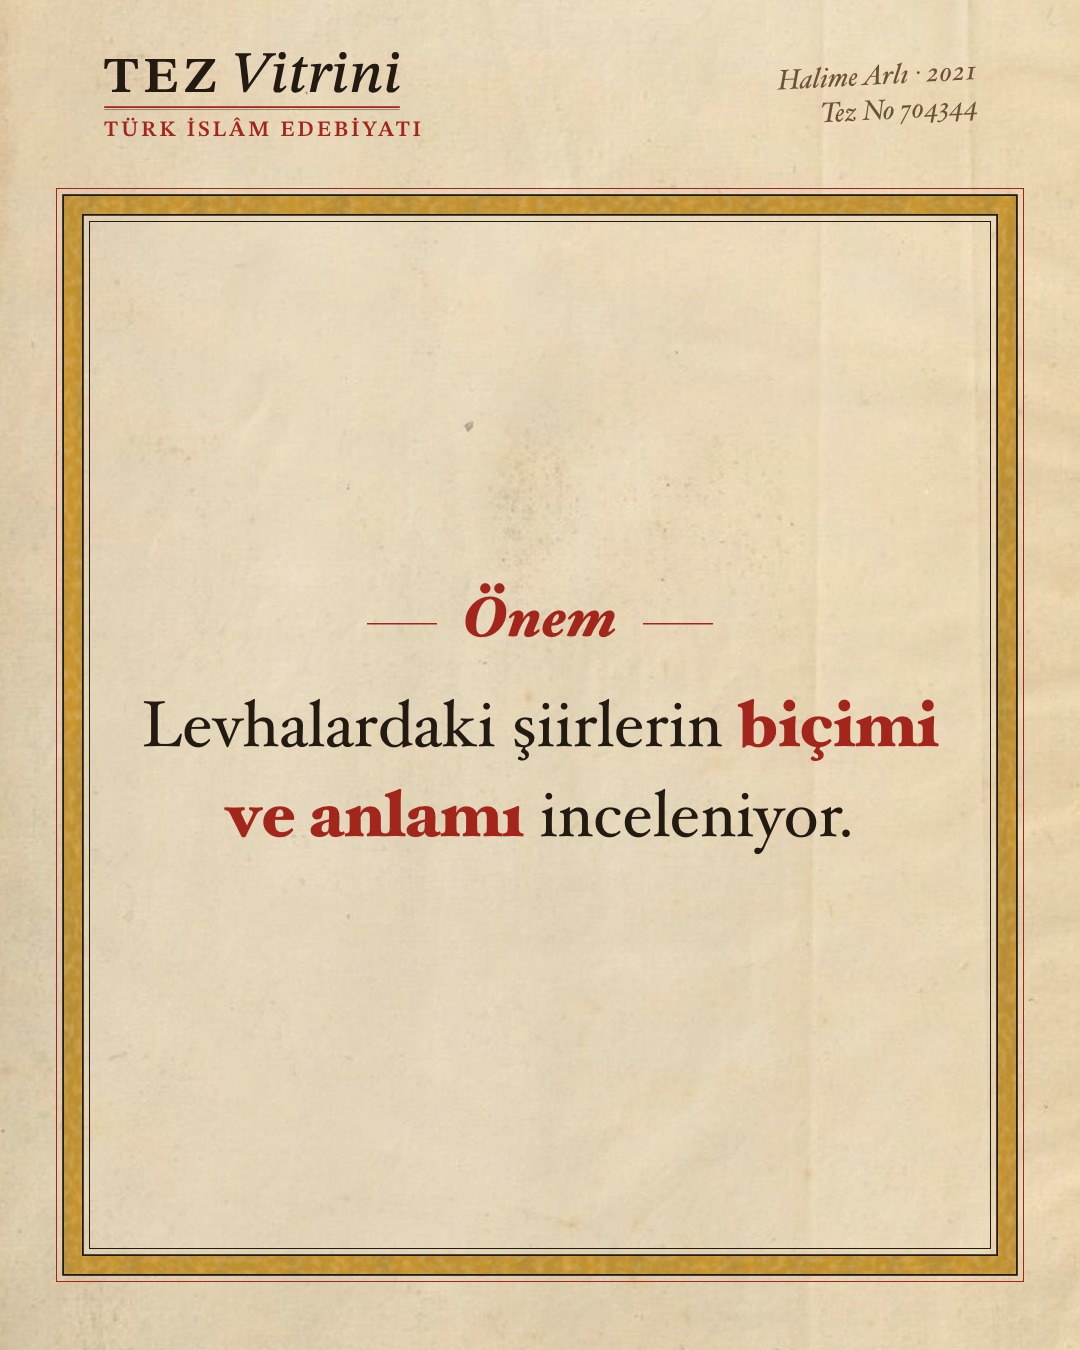 TEZ Vitrini
TÜRK İSLÂM EDEBİYATI
Halime Arlı · 2021
Tez No 704344
Önem
Levhalardaki şiirlerin biçimi
ve anlamı inceleniyor.